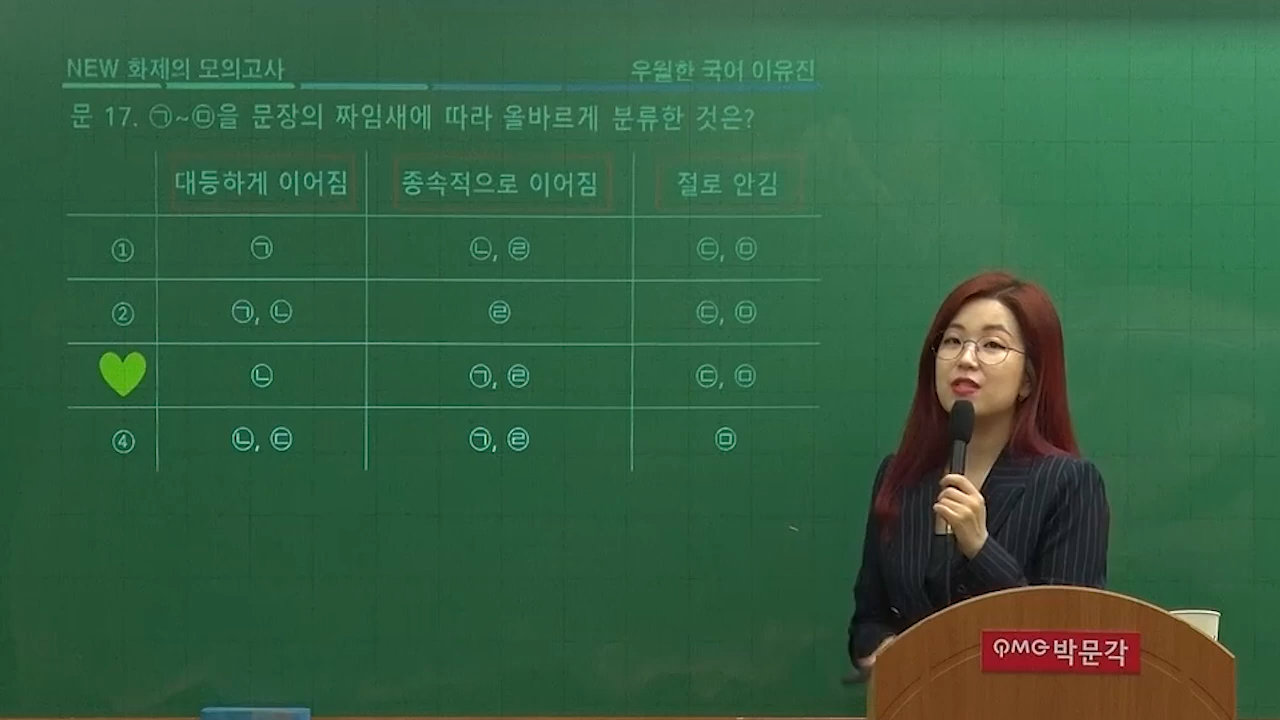 NEW 화제의 모의고사 우월한 국어 이유진
문 17. ㉠~㉤을 문장의 짜임새에 따라 올바르게 분류한 것은?
대등하게 이어짐 종속적으로 이어짐 절로 안김
① ㉠ ㉡, ㉣ ㉢, ㉤
② ㉠, ㉡ ㉣ ㉢, ㉤
㉡ ㉠, ㉣ ㉢, ㉤
④ ㉡, ㉢ ㉠, ㉣ ㉤
PMG박문각